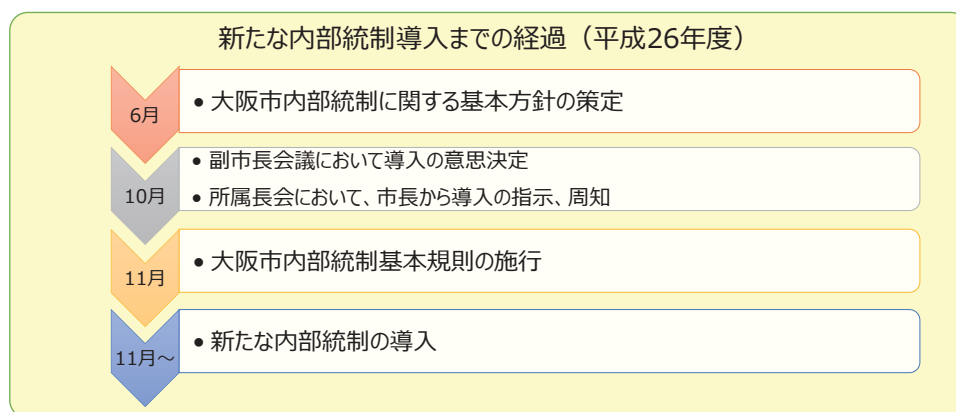 新たな内部統制導入までの経過（平成26年度）
6月
• 大阪市内部統制に関する基本方針の策定
10月
• 副市長会議において導入の意思決定
• 所属長会において、市長から導入の指示、周知
11月
• 大阪市内部統制基本規則の施行
11月～
• 新たな内部統制の導入